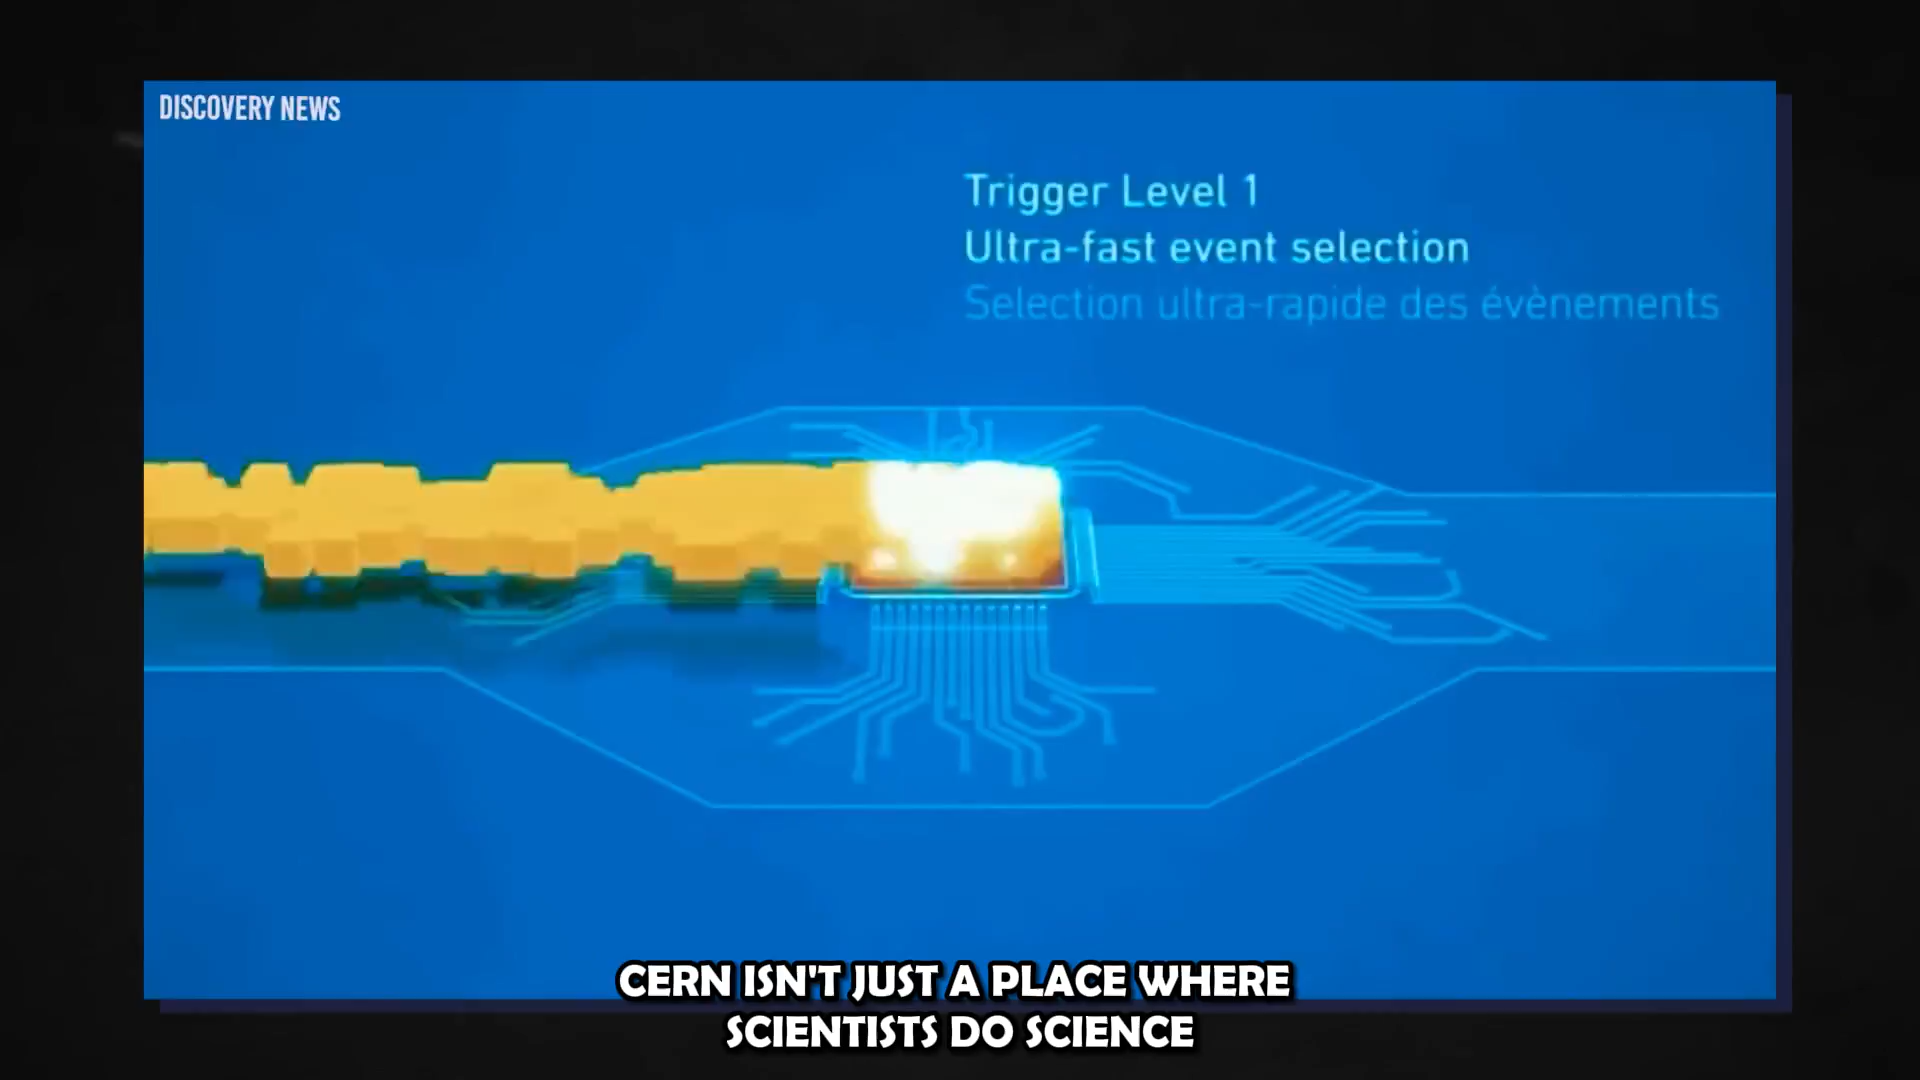 DISCOVERY NEWS
Trigger Level 1
Ultra-fast event selection
Selection ultra-rapide des évènements
CERN ISN'T JUST A PLACE WHERE
SCIENTISTS DO SCIENCE